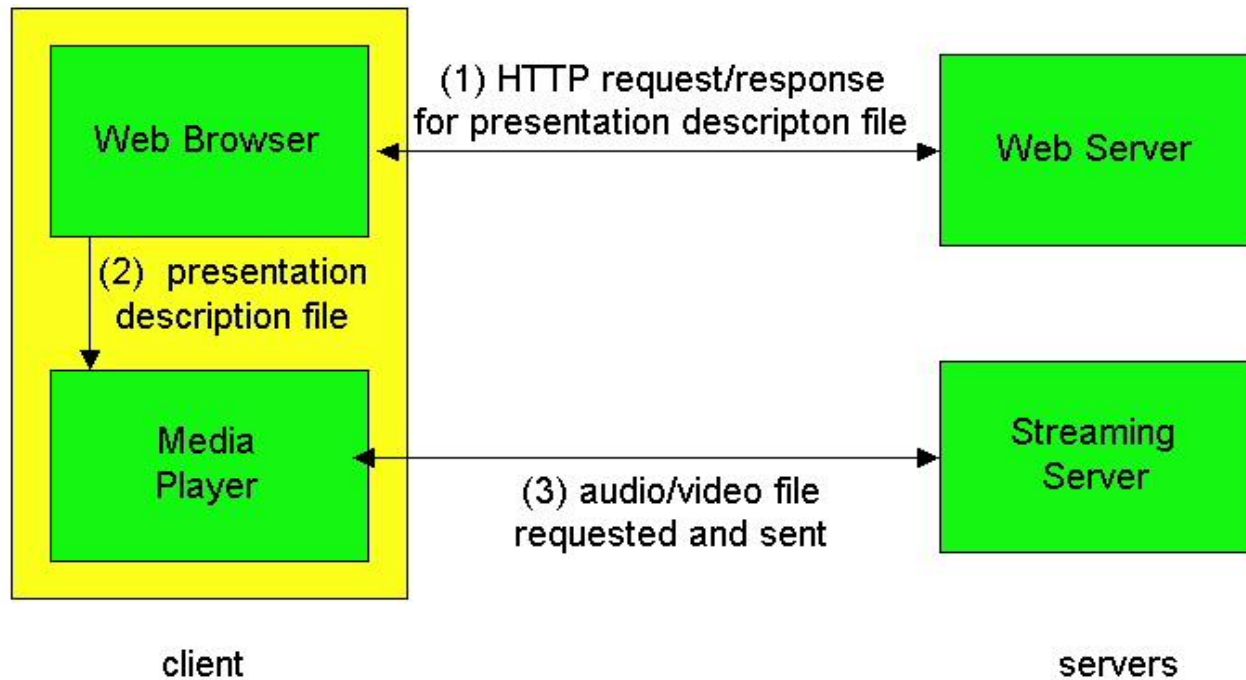 (1) HTTP request/response
for presentation descripton file
Web Browser
Web Server
(2) presentation
description file
Media
Player
Streaming
Server
(3) audio/video file
requested and sent
client
servers